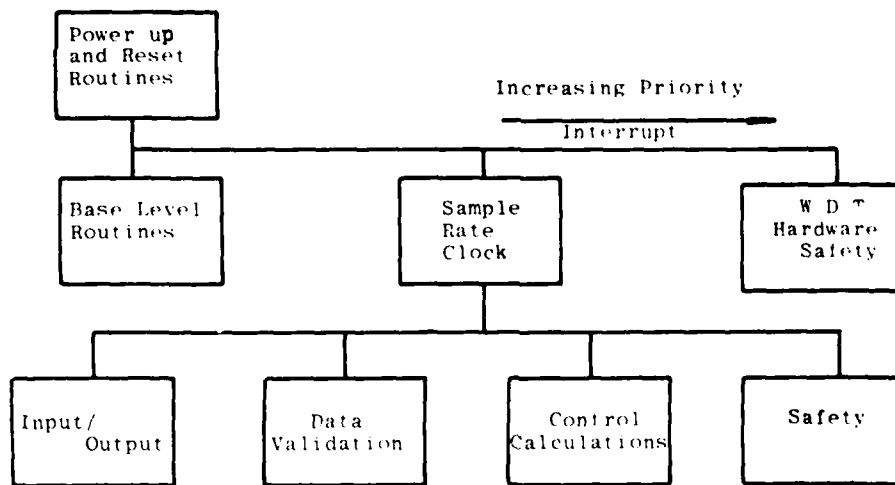 Power up
and Reset
Routines
Increasing Priority
Interrupt
Base Level
Routines
Sample
Rate
Clock
W D T
Hardware
Safety
Input/
Output
Data
Validation
Control
Calculations
Safety